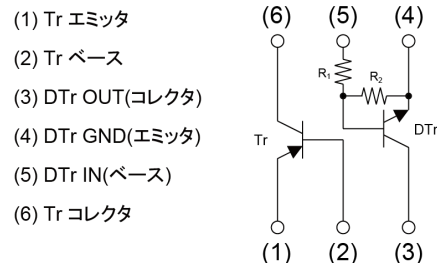 (1) Tr エミッタ
(2) Tr ベース
(3) DTr OUT(コレクタ)
(4) DTr GND(エミッタ)
(5) DTr IN(ベース)
(6) Tr コレクタ
(6) (5) (4)
R1
R2
Tr
DTr
(1) (2) (3)